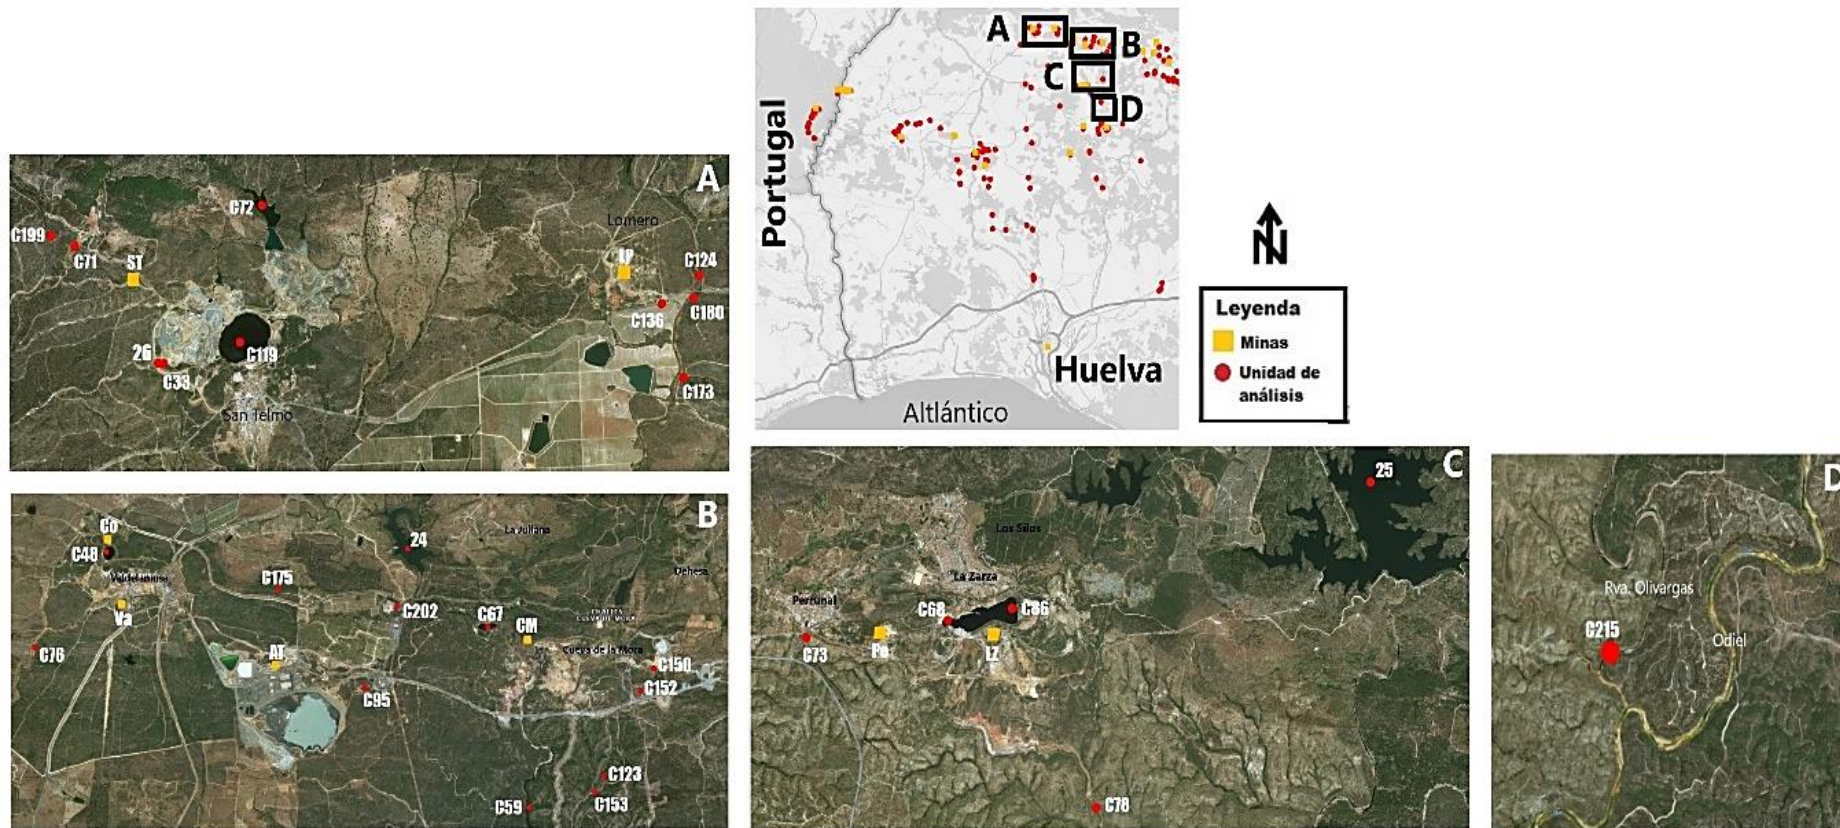 A
B
C
D
Portugal
Huelva
Altlántico
N
Leyenda
Minas
Unidad de
análisis
A
C72
Lomero
C199
C71
ST
Lp
C124
C136
C180
26
C119
C33
C173
San Telmo
B
Co
C48
24
La Juliana
Valdelamusa
Dehesa
C175
Va
C202
C67
CM
CUEVA DE MORA
C76
AT
Cueva de la Mora
C150
C95
C152
C123
C59
C153
C
25
Los Silos
La Zarza
Perrunal
C68
C86
C73
Pe
LZ
C78
D
Rva. Olivargas
C215
Odiel